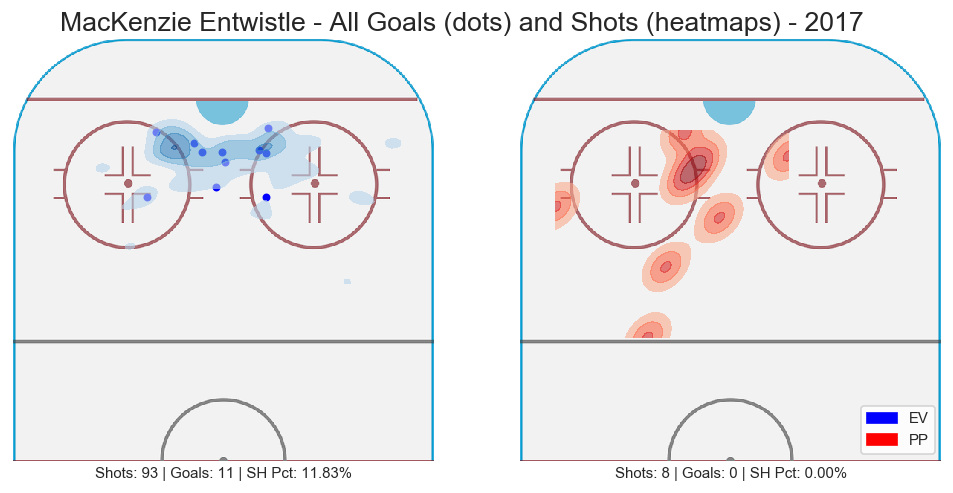 MacKenzie Entwistle - All Goals (dots) and Shots (heatmaps) - 2017
EV
PP
Shots: 93 | Goals: 11 | SH Pct: 11.83%
Shots: 8 | Goals: 0 | SH Pct: 0.00%